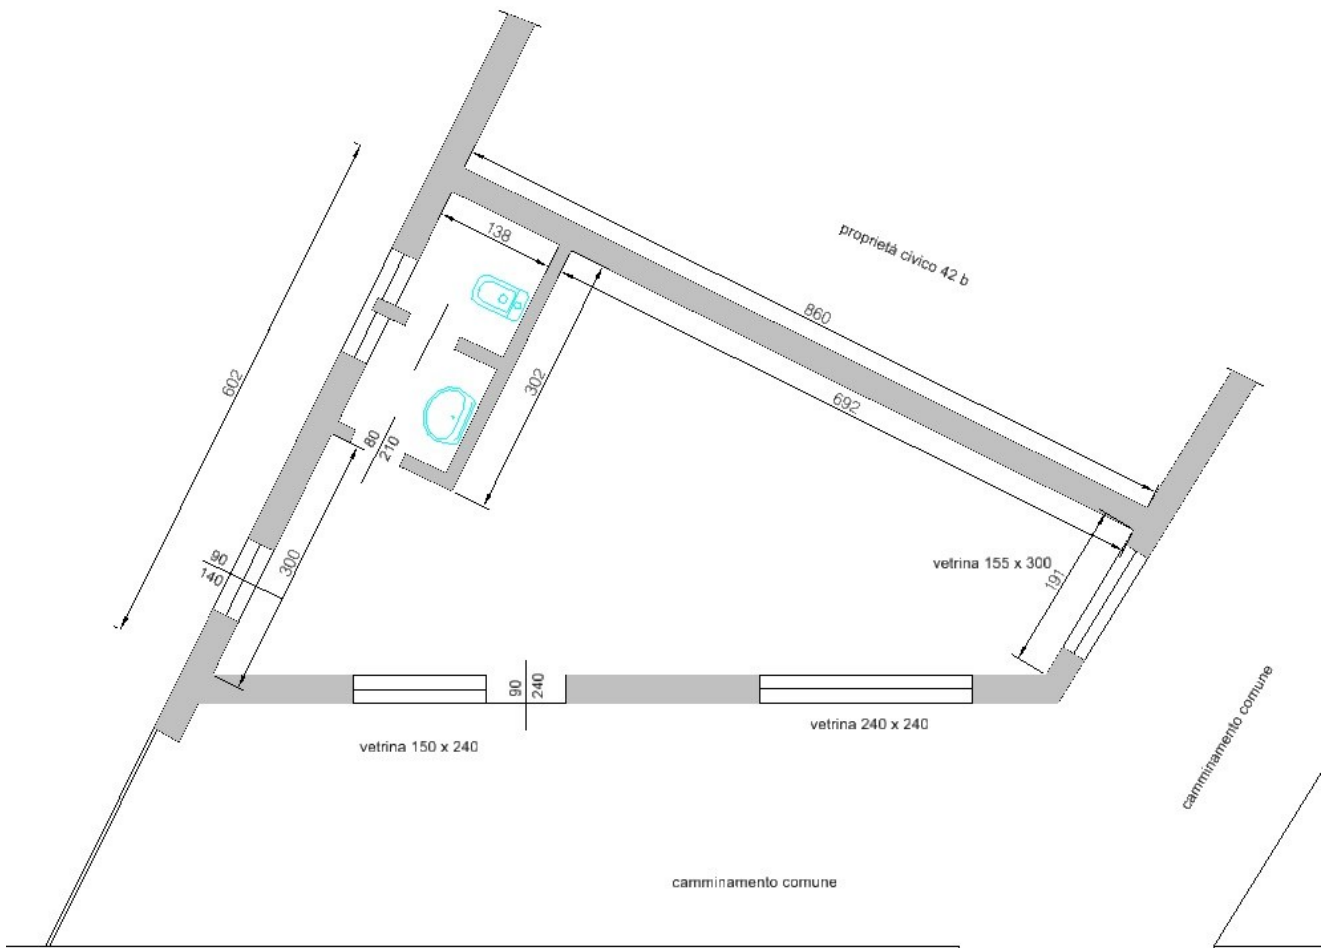 138
proprietà civico 42 b
860
602
302
692
80
210
vetrina 155 x 300
90
140
300
191
90
240
vetrina 240 x 240
vetrina 150 x 240
camminamento comune
camminamento comune